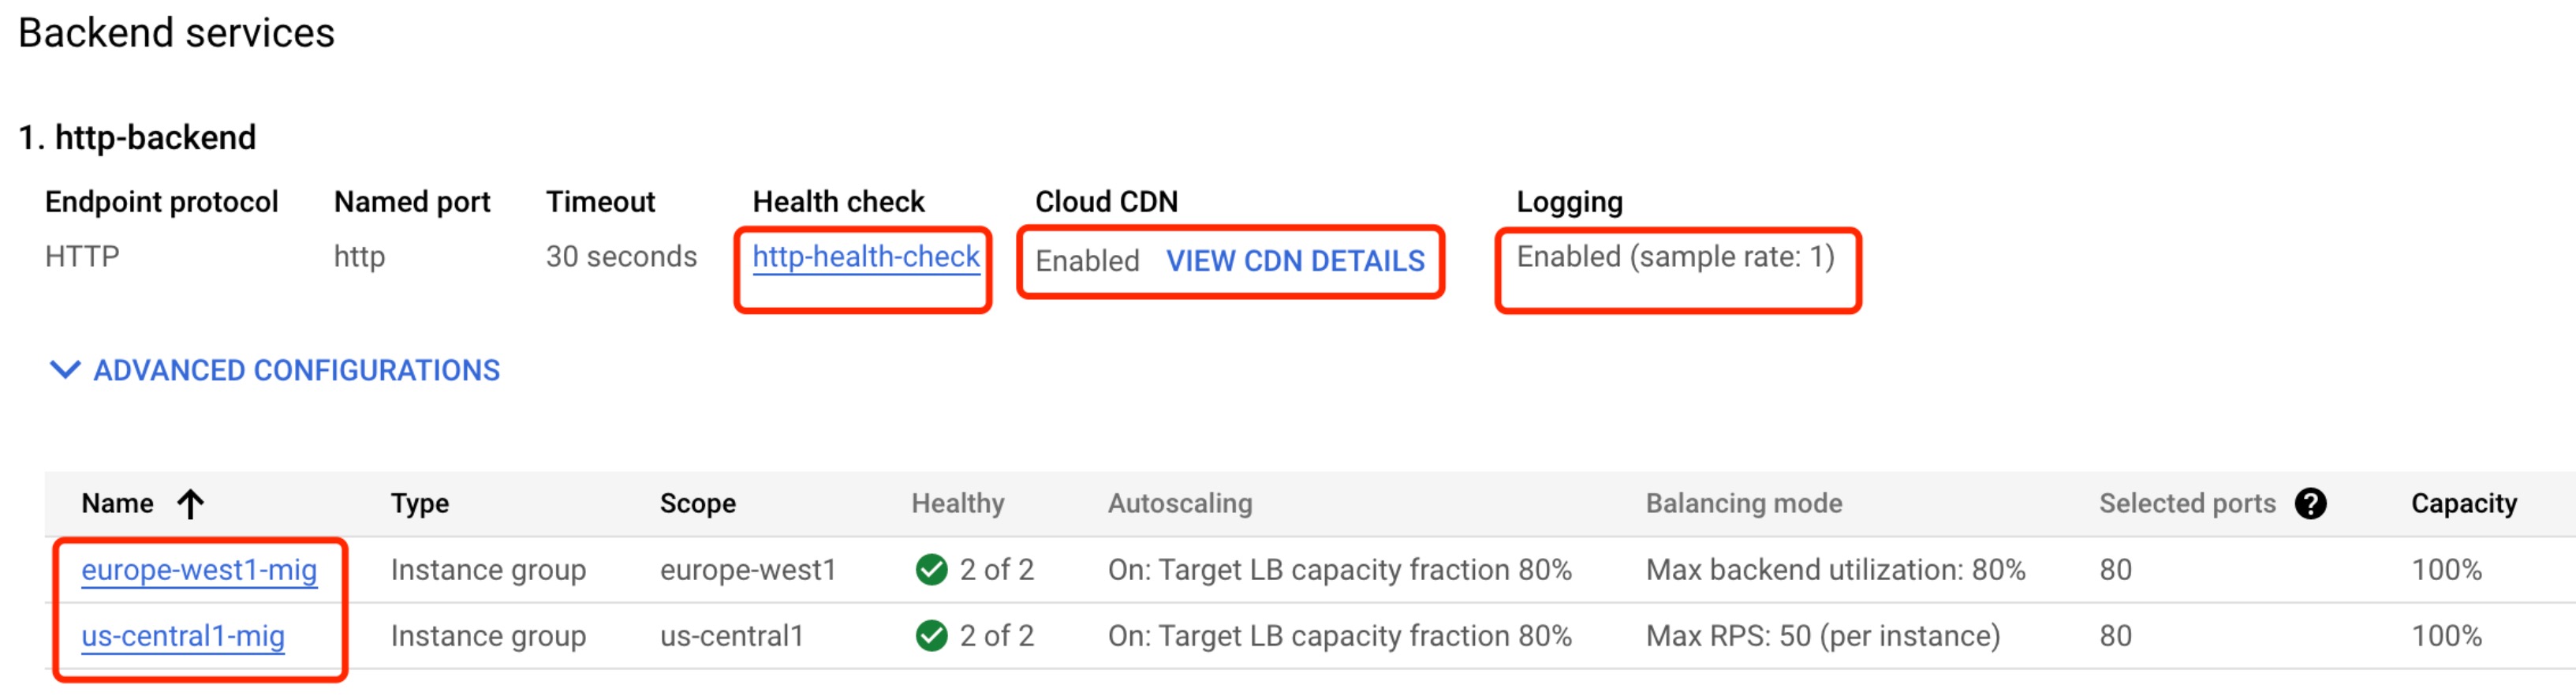 Backend services
1. http-backend
Endpoint protocol Named port Timeout Health check Cloud CDN Logging
HTTP http 30 seconds http-health-check Enabled VIEW CDN DETAILS Enabled (sample rate: 1)
ADVANCED CONFIGURATIONS
Name Type Scope Healthy Autoscaling Balancing mode Selected ports ? Capacity
europe-west1-mig Instance group europe-west1 2 of 2 On: Target LB capacity fraction 80% Max backend utilization: 80% 80 100%
us-central1-mig Instance group us-central1 2 of 2 On: Target LB capacity fraction 80% Max RPS: 50 (per instance) 80 100%